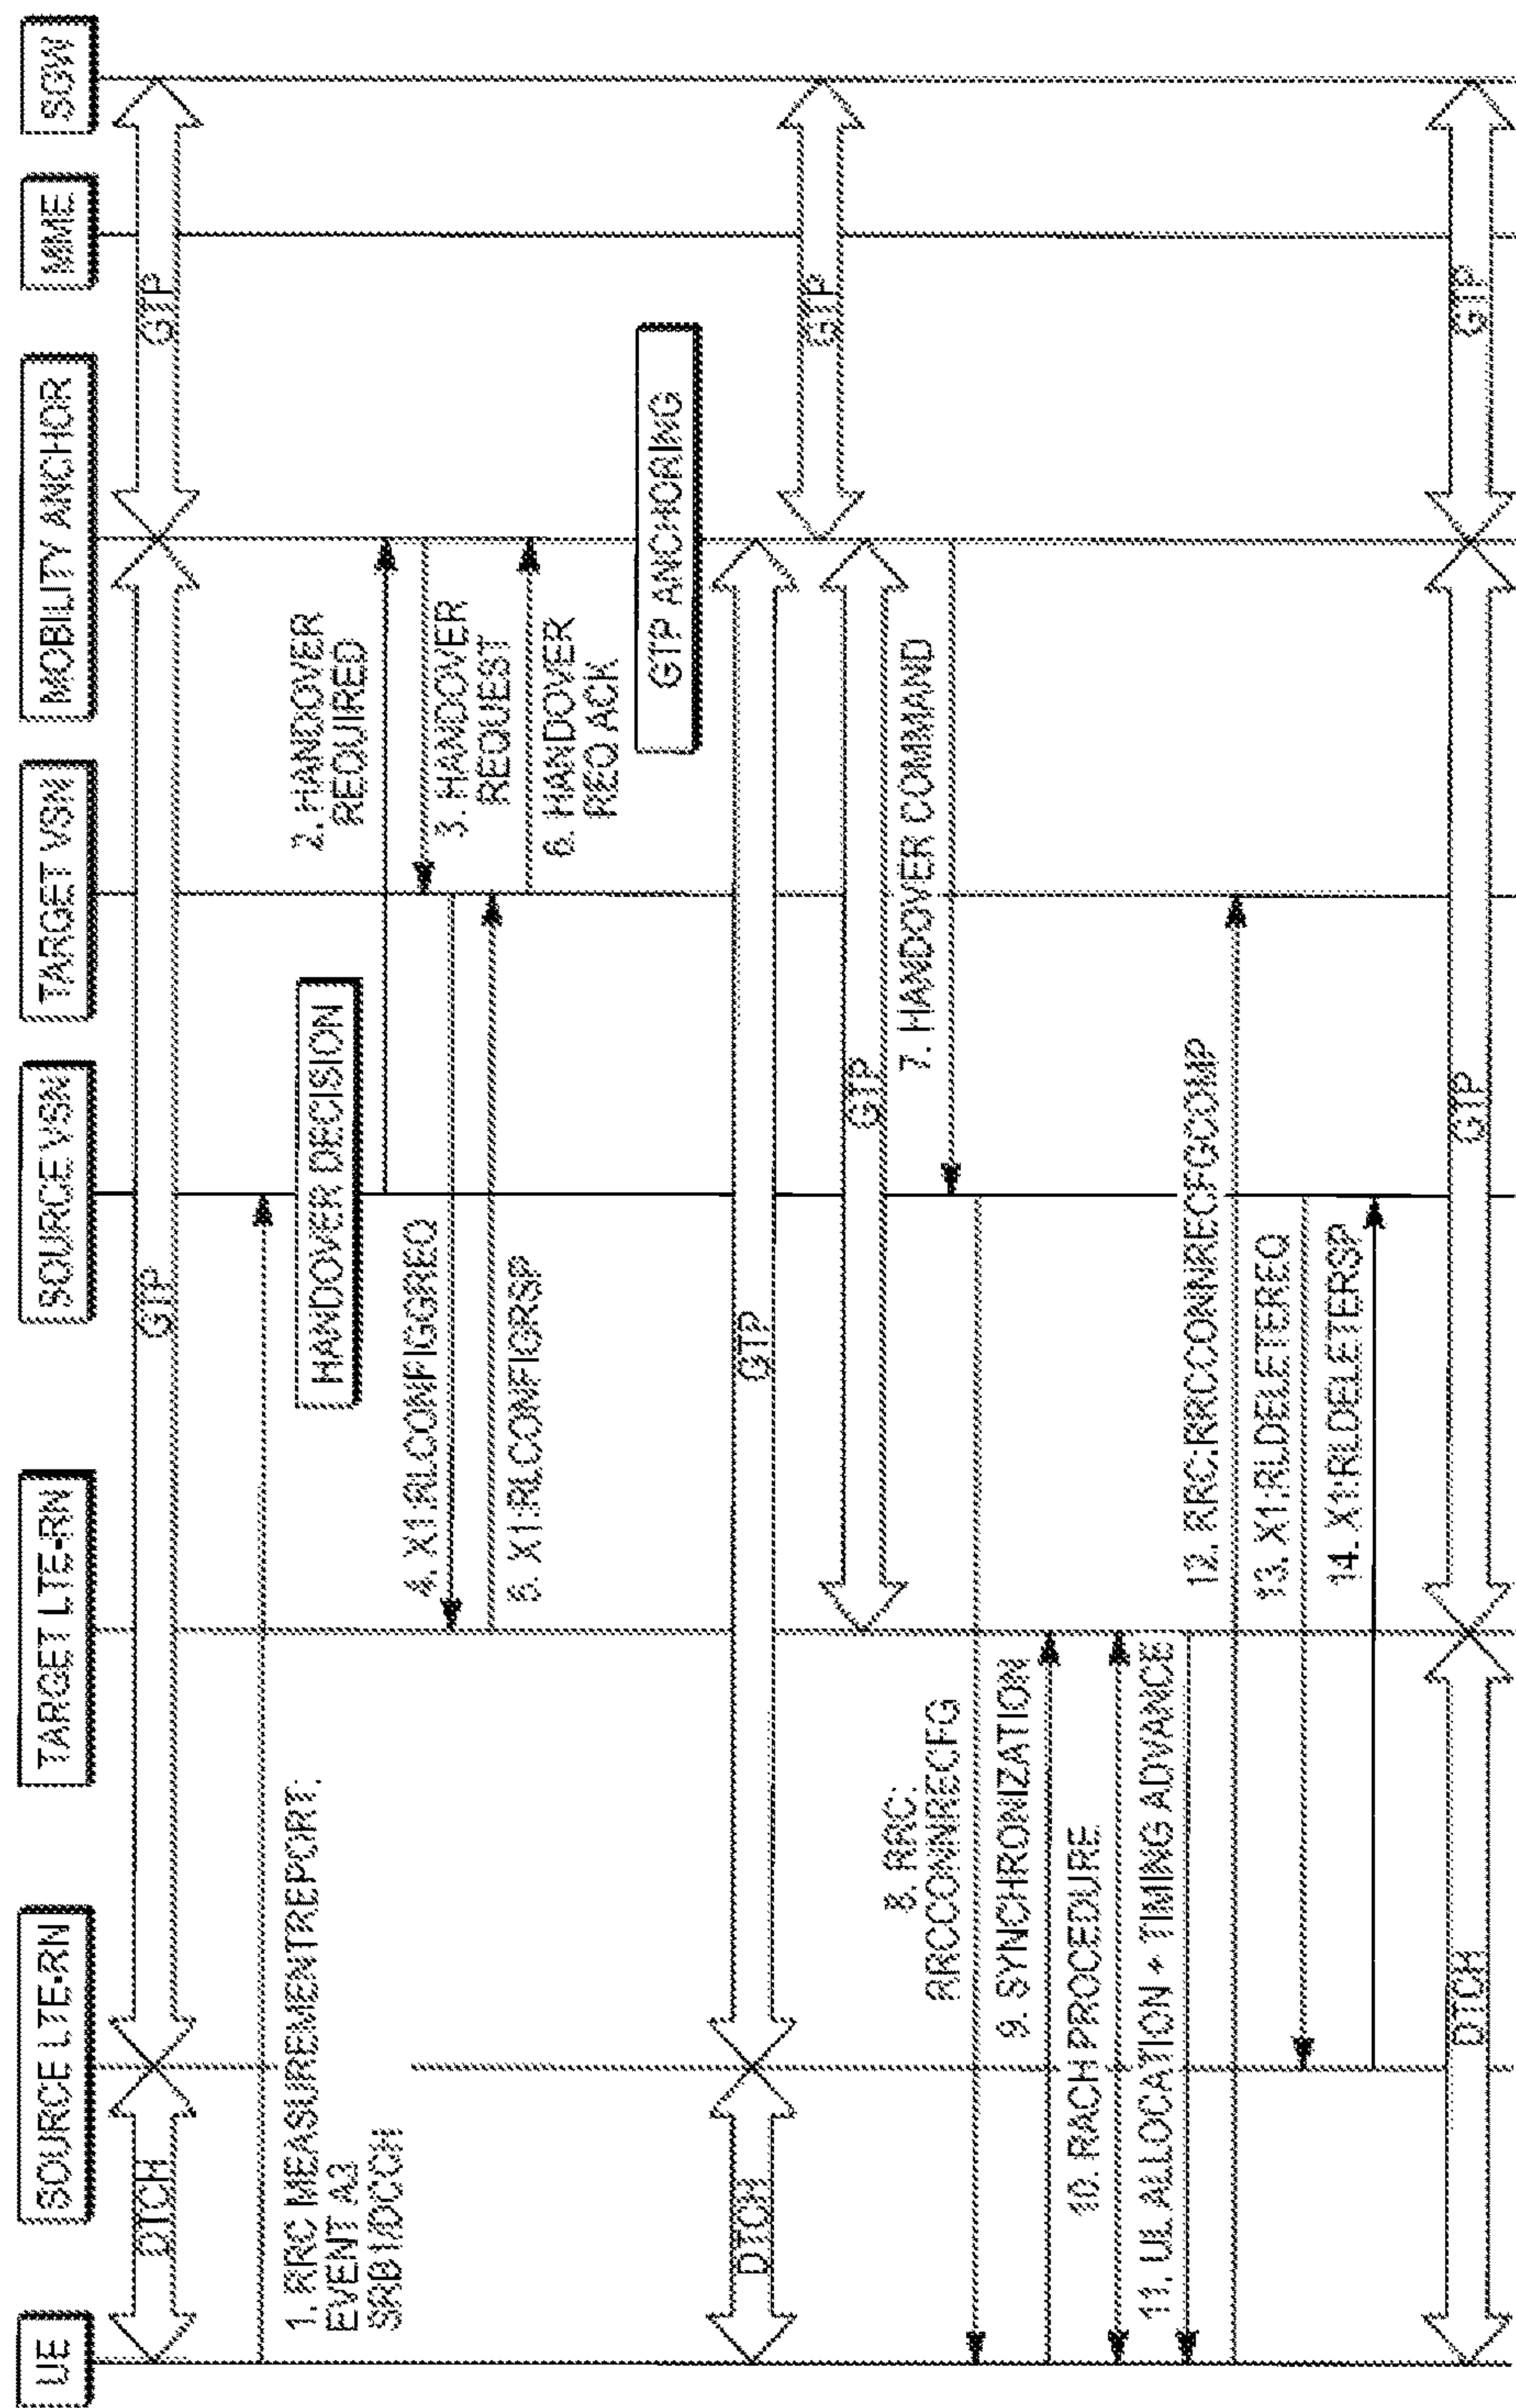 UE
SOURCE LTE-RN
TARGET LTE-RN
SOURCE VSN
TARGET VSN
MOBILITY ANCHOR
MME
SGW
DTCH
GTP
GTP
1. RRC MEASUREMENTREPORT:
EVENT A3
SRB1/DCCH
HANDOVER DECISION
2. HANDOVER
REQUIRED
3. HANDOVER
REQUEST
4. X1:RLCONFIGGREQ
5. X1:RLCONFIGRSP
6. HANDOVER
REQ ACK
GTP ANCHORING
DTCH
GTP
GTP
GTP
7. HANDOVER COMMAND
8. RRC:
RRCCONNRECFG
9. SYNCHRONIZATION
10. RACH PROCEDURE
11. UL ALLOCATION + TIMING ADVANCE
12. RRC:RRCCONNRECFGCOMP
13. X1:RLDELETEREQ
14. X1:RLDELETERSP
DTCH
GTP
GTP